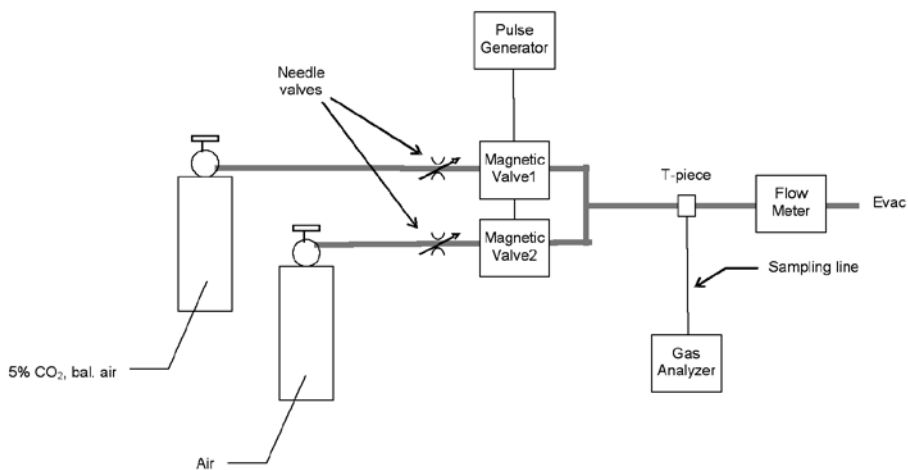 Pulse
Generator
Needle
valves
Magnetic
Valve1
T-piece
Flow
Meter
Evac
Magnetic
Valve2
Sampling line
Gas
Analyzer
5% CO₂, bal. air
Air